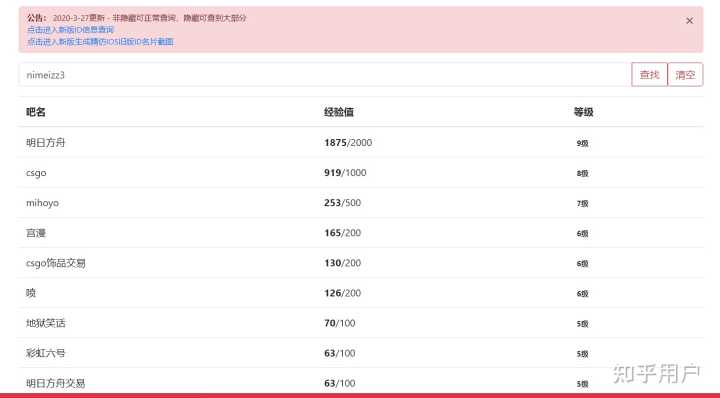 公告： 2020-3-27更新 - 非隐藏可正常查询，隐藏可查到大部分
点击进入新版ID信息查询
点击进入新版生成精仿IOS旧版ID名片截图
×
nimeizz3 查找 清空
吧名 经验值 等级
明日方舟 1875/2000 9级
csgo 919/1000 8级
mihoyo 253/500 7级
宫漫 165/200 6级
csgo饰品交易 130/200 6级
喷 126/200 6级
地狱笑话 70/100 5级
彩虹六号 63/100 5级
明日方舟交易 63/100 5级
知乎用户